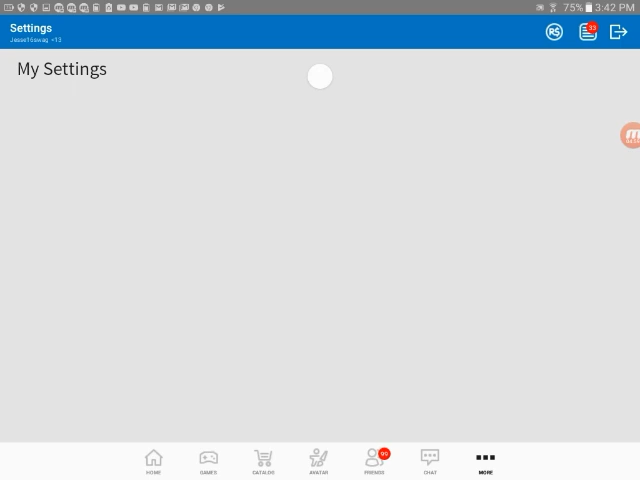 75% 3:42 PM
Settings
Jesse15swag <13
R$
33
My Settings
99
HOME
GAMES
CATALOG
AVATAR
FRIENDS
CHAT
MORE